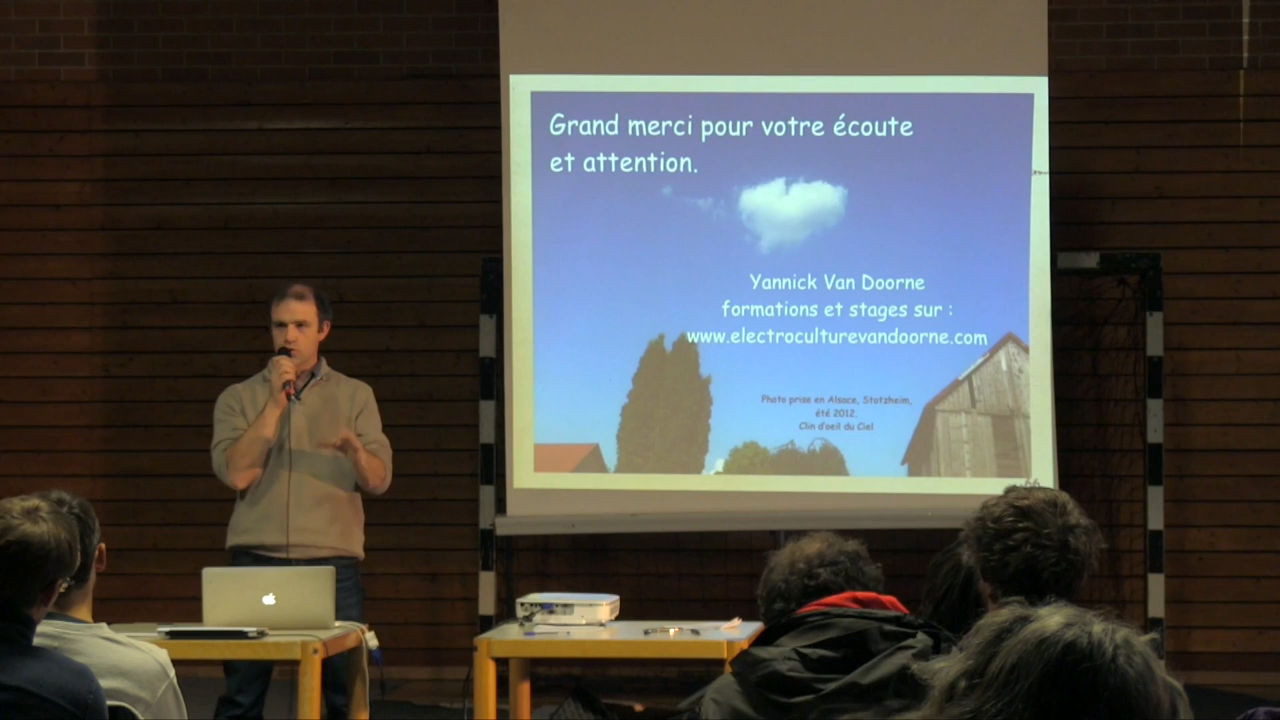 Grand merci pour votre écoute
et attention.
Yannick Van Doorne
formations et stages sur :
www.electroculturevandoorne.com
Photo prise en Alsace, Stotzheim,
été 2012.
Clin d'oeil du Ciel